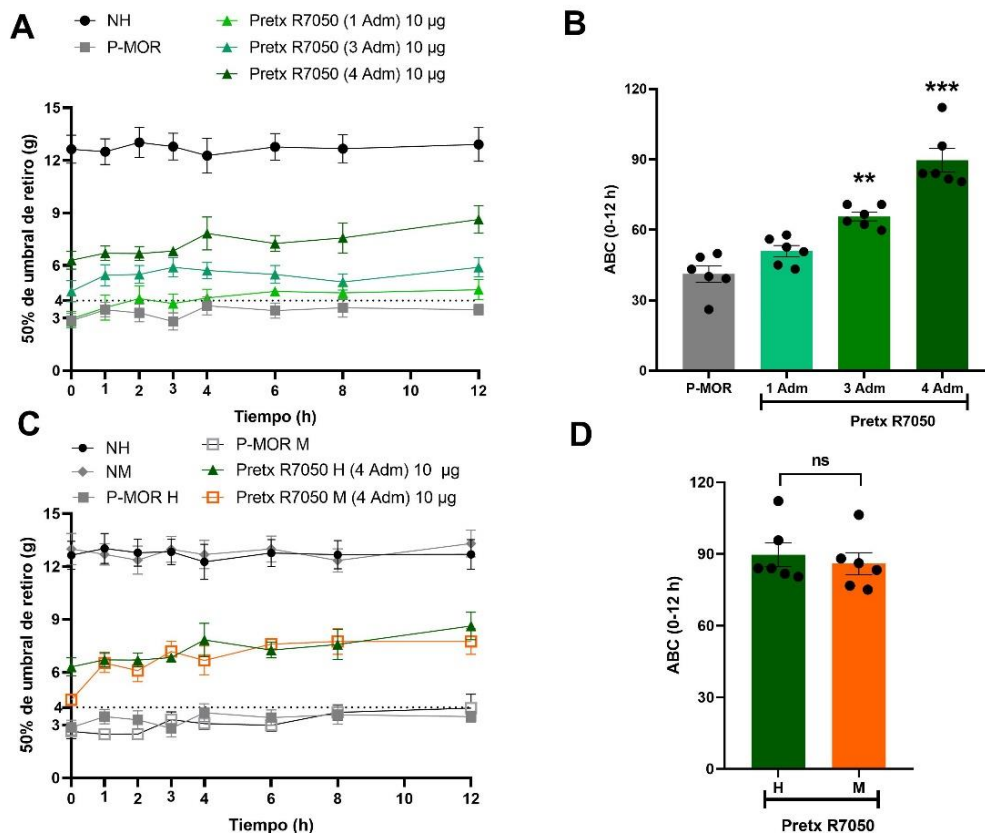 A
NH
P-MOR
Pretx R7050 (1 Adm) 10 µg
Pretx R7050 (3 Adm) 10 µg
Pretx R7050 (4 Adm) 10 µg
50% de umbral de retiro (g)
15
12
9
6
4
3
0
0 1 2 3 4 6 8 10 12
Tiempo (h)
B
ABC (0-12 h)
120
90
60
30
0
**
***
P-MOR 1 Adm 3 Adm 4 Adm
Pretx R7050
C
NH
NM
P-MOR H
P-MOR M
Pretx R7050 H (4 Adm) 10 µg
Pretx R7050 M (4 Adm) 10 µg
50% de umbral de retiro (g)
15
12
9
6
4
3
0
0 1 2 3 4 6 8 10 12
Tiempo (h)
D
ABC (0-12 h)
120
90
60
30
0
ns
H M
Pretx R7050